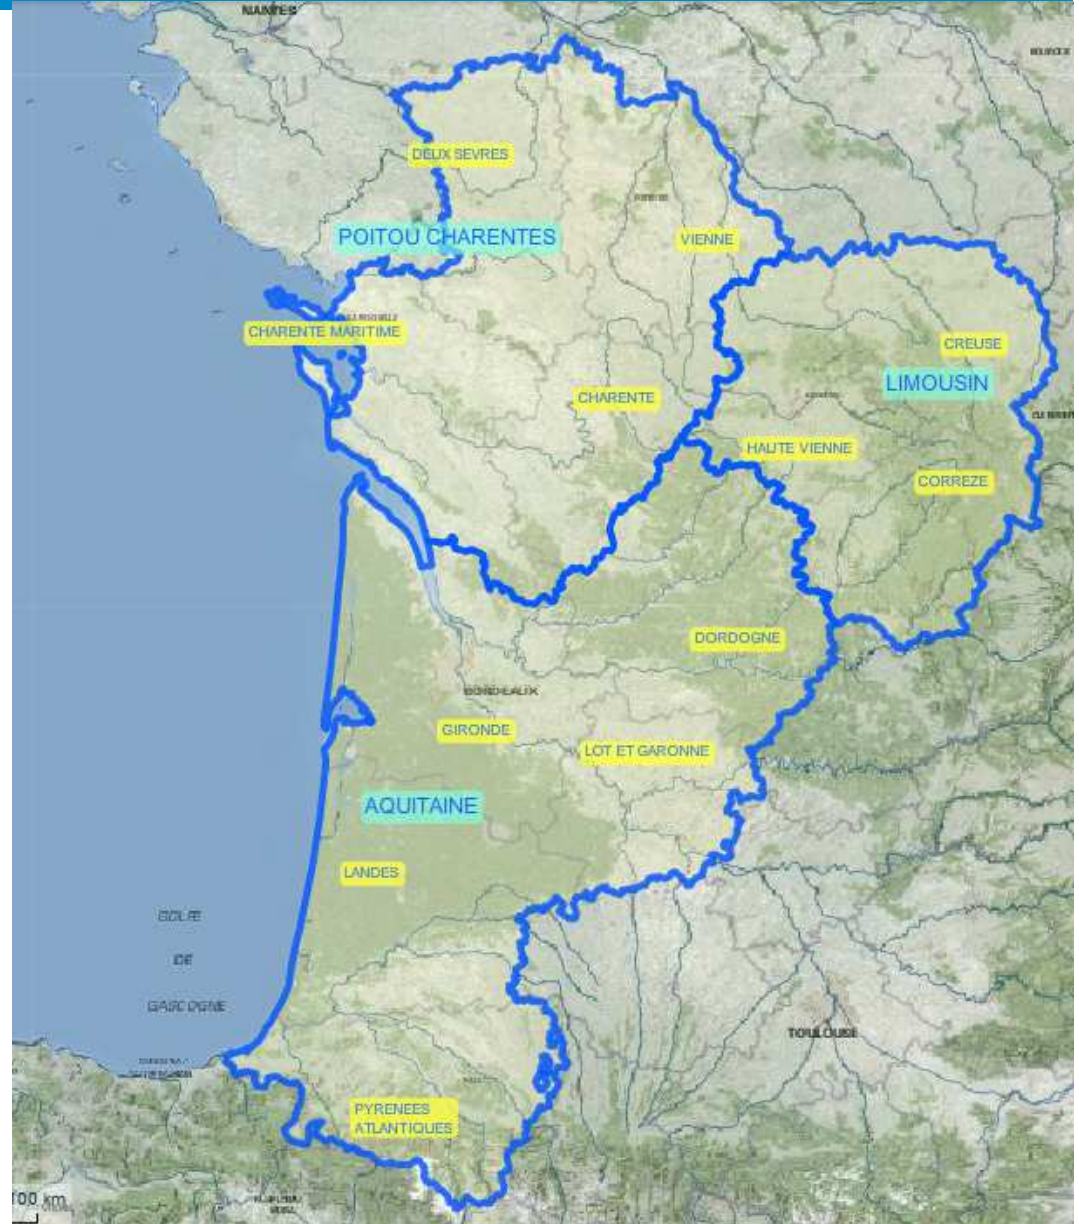 NANTES
DEUX SEVRES
POITOU CHARENTES
VIENNE
CHARENTE MARITIME
CREUSE
LIMOUSIN
CHARENTE
HAUTE VIENNE
CORREZE
DORDOGNE
BORDEAUX
GIRONDE
LOT ET GARONNE
AQUITAINE
LANDES
GOLFE
DE
GASCOGNE
TOULOUSE
PYRENEES
ATLANTIQUES
100 km